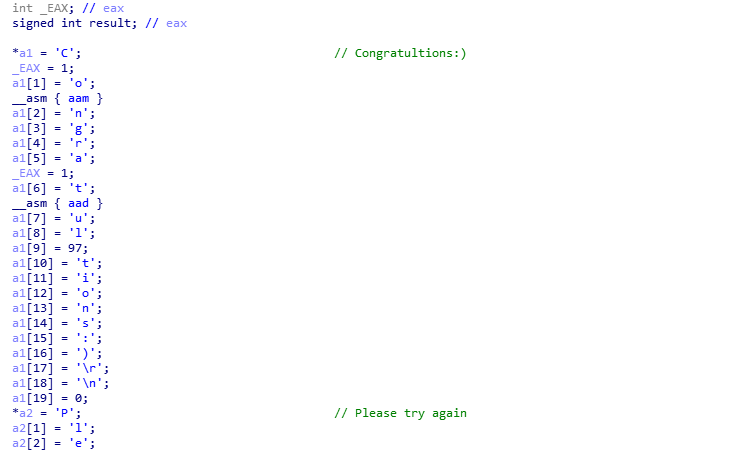 int _EAX; // eax
signed int result; // eax
*a1 = 'C'; // Congratultions:)
_EAX = 1;
a1[1] = 'o';
__asm { aam }
a1[2] = 'n';
a1[3] = 'g';
a1[4] = 'r';
a1[5] = 'a';
_EAX = 1;
a1[6] = 't';
__asm { aad }
a1[7] = 'u';
a1[8] = 'l';
a1[9] = 97;
a1[10] = 't';
a1[11] = 'i';
a1[12] = 'o';
a1[13] = 'n';
a1[14] = 's';
a1[15] = ':';
a1[16] = ')';
a1[17] = '\r';
a1[18] = '\n';
a1[19] = 0;
*a2 = 'P'; // Please try again
a2[1] = 'l';
a2[2] = 'e';